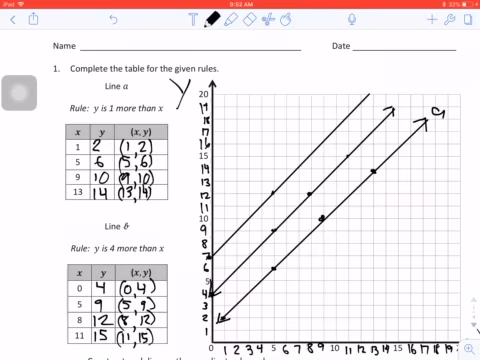 iPad
9:52 AM
32%
T
Name
Date
1. Complete the table for the given rules.
Line a
Rule: y is 1 more than x
x y (x, y)
1 2 (1, 2)
5 6 (5, 6)
9 10 (9, 10)
13 14 (13, 14)
Line b
Rule: y is 4 more than x
x y (x, y)
0 4 (0, 4)
5 9 (5, 9)
8 12 (8, 12)
11 15 (11, 15)
y
a
20
19
18
17
16
15
14
13
12
11
10
9
8
7
6
5
4
3
2
1
0 1 2 3 4 5 6 7 8 9 10 11 12 13 14 15 16 17 18 19